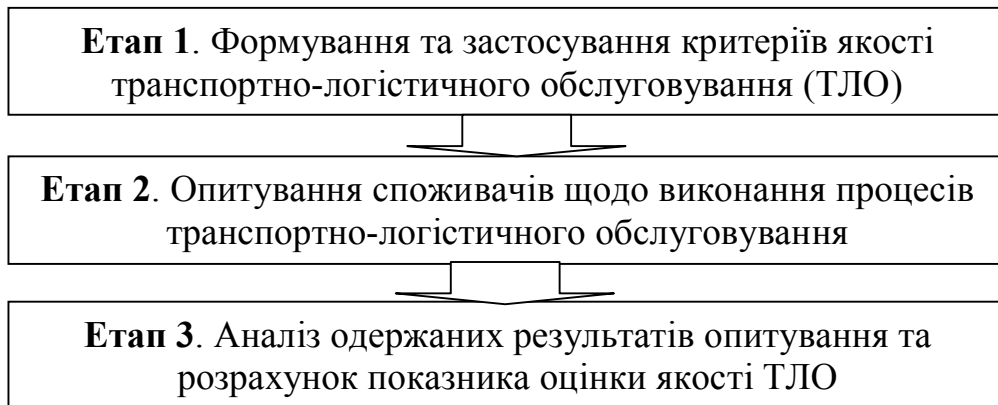 Етап 1. Формування та застосування критеріїв якості
транспортно-логістичного обслуговування (ТЛО)
Етап 2. Опитування споживачів щодо виконання процесів
транспортно-логістичного обслуговування
Етап 3. Аналіз одержаних результатів опитування та
розрахунок показника оцінки якості ТЛО